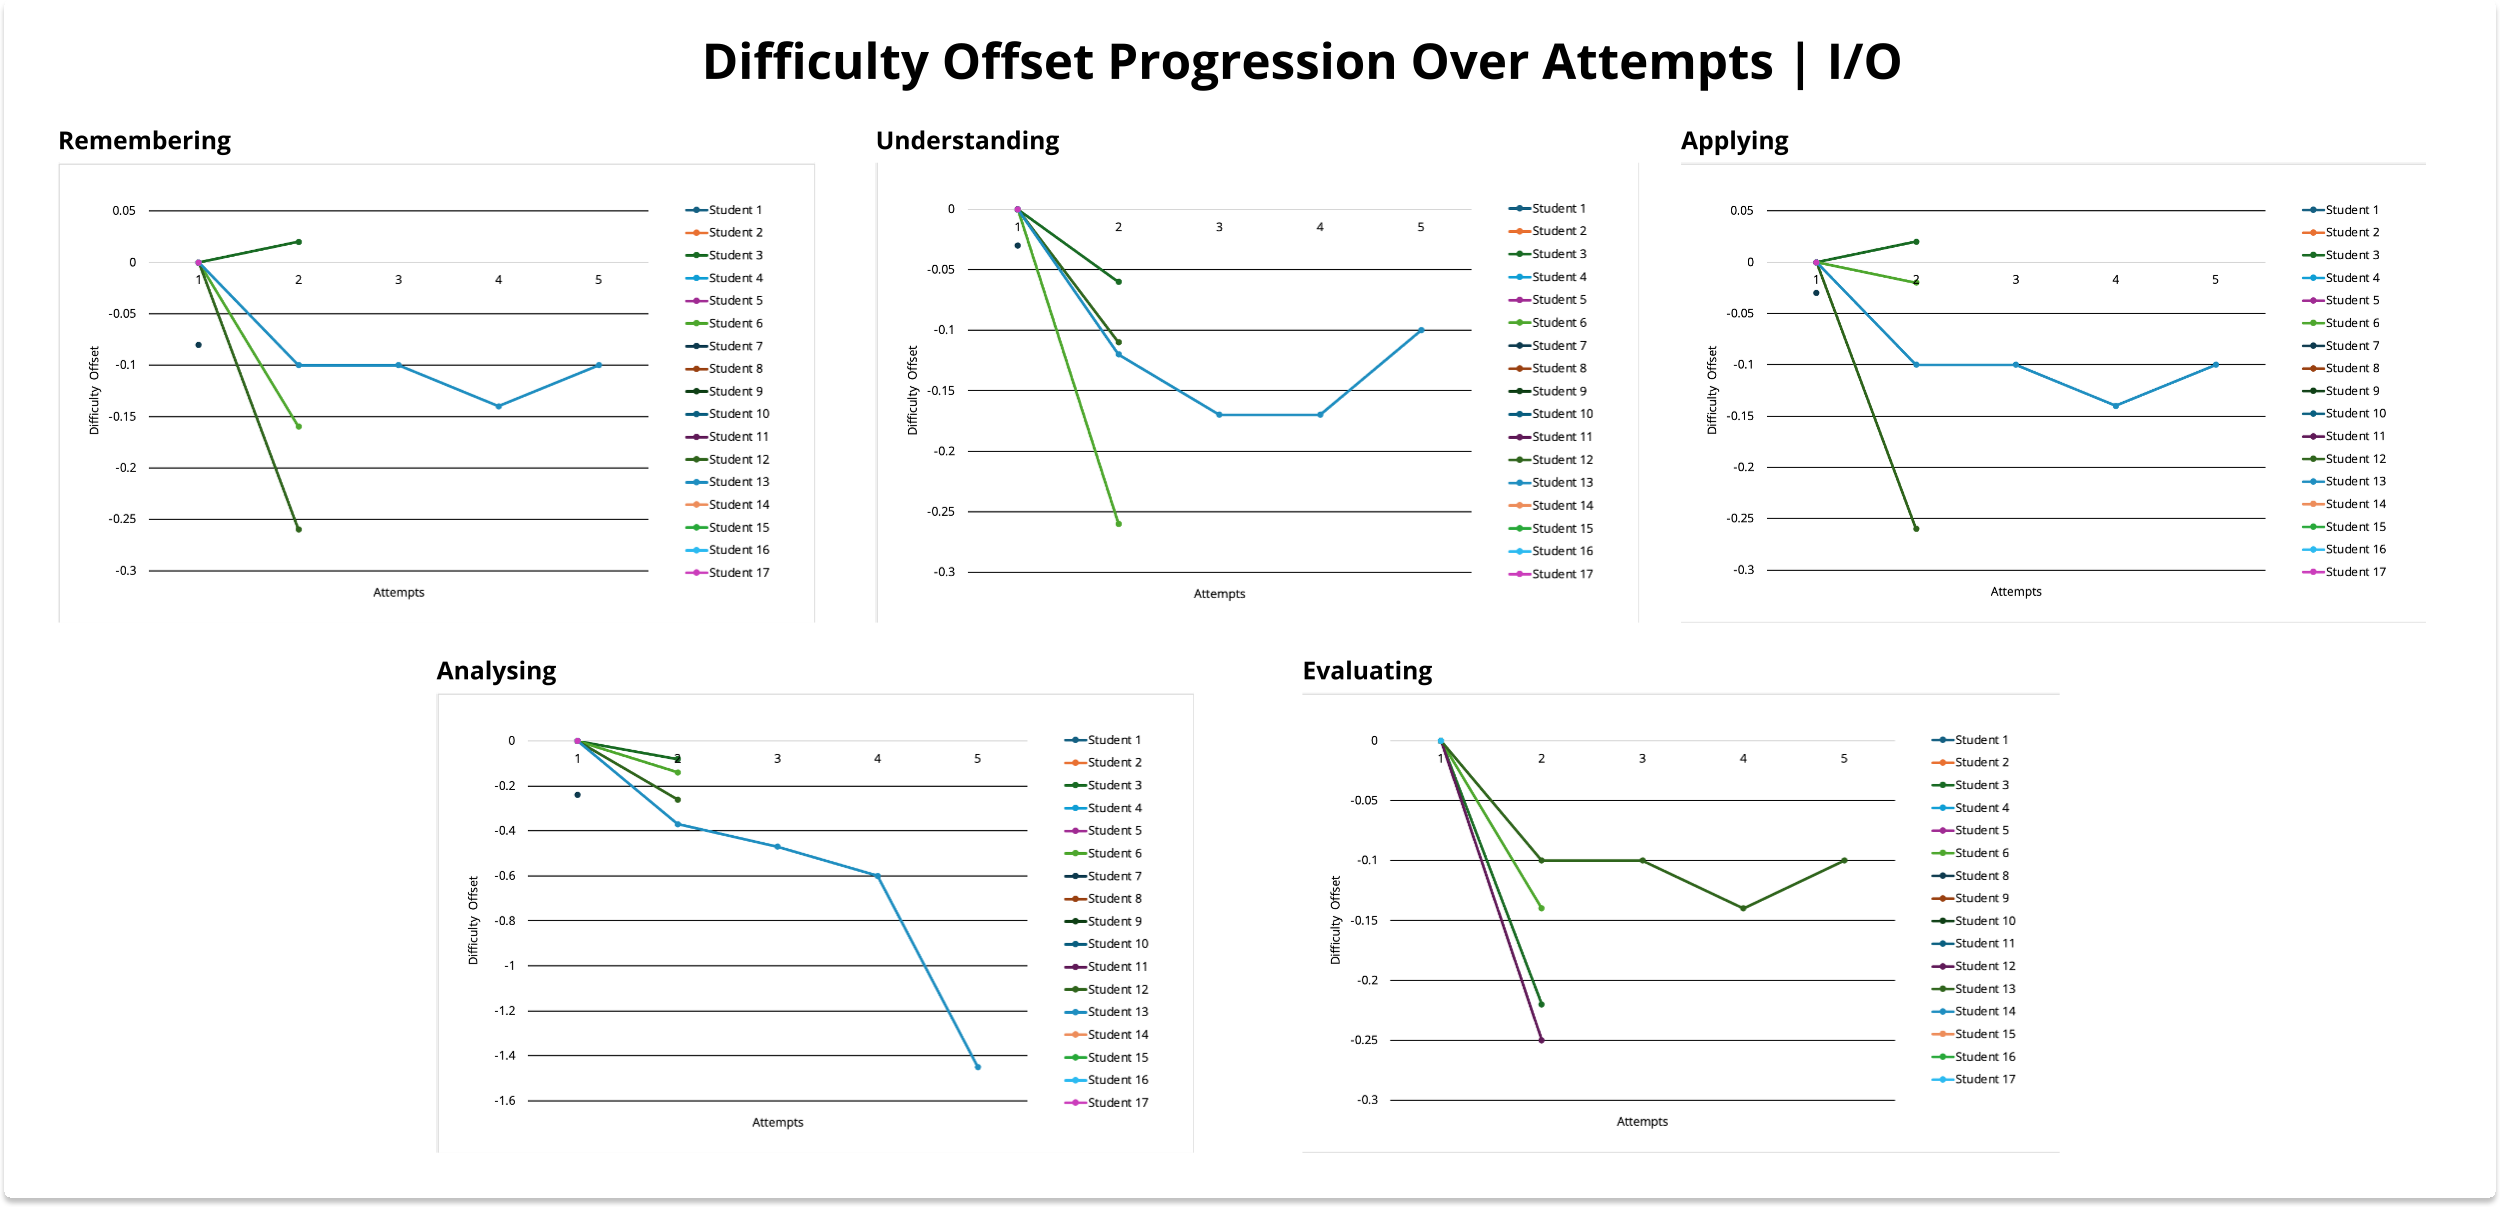 Difficulty Offset Progression Over Attempts | I/O
Remembering
0.05
0
-0.05
-0.1
-0.15
-0.2
-0.25
-0.3
1 2 3 4 5
Difficulty Offset
Attempts
Student 1
Student 2
Student 3
Student 4
Student 5
Student 6
Student 7
Student 8
Student 9
Student 10
Student 11
Student 12
Student 13
Student 14
Student 15
Student 16
Student 17
Understanding
0
-0.05
-0.1
-0.15
-0.2
-0.25
-0.3
1 2 3 4 5
Difficulty Offset
Attempts
Student 1
Student 2
Student 3
Student 4
Student 5
Student 6
Student 7
Student 8
Student 9
Student 10
Student 11
Student 12
Student 13
Student 14
Student 15
Student 16
Student 17
Applying
0.05
0
-0.05
-0.1
-0.15
-0.2
-0.25
-0.3
1 2 3 4 5
Difficulty Offset
Attempts
Student 1
Student 2
Student 3
Student 4
Student 5
Student 6
Student 7
Student 8
Student 9
Student 10
Student 11
Student 12
Student 13
Student 14
Student 15
Student 16
Student 17
Analysing
0
-0.2
-0.4
-0.6
-0.8
-1
-1.2
-1.4
-1.6
1 2 3 4 5
Difficulty Offset
Attempts
Student 1
Student 2
Student 3
Student 4
Student 5
Student 6
Student 7
Student 8
Student 9
Student 10
Student 11
Student 12
Student 13
Student 14
Student 15
Student 16
Student 17
Evaluating
0
-0.05
-0.1
-0.15
-0.2
-0.25
-0.3
1 2 3 4 5
Difficulty Offset
Attempts
Student 1
Student 2
Student 3
Student 4
Student 5
Student 6
Student 8
Student 9
Student 10
Student 11
Student 12
Student 13
Student 14
Student 15
Student 16
Student 17